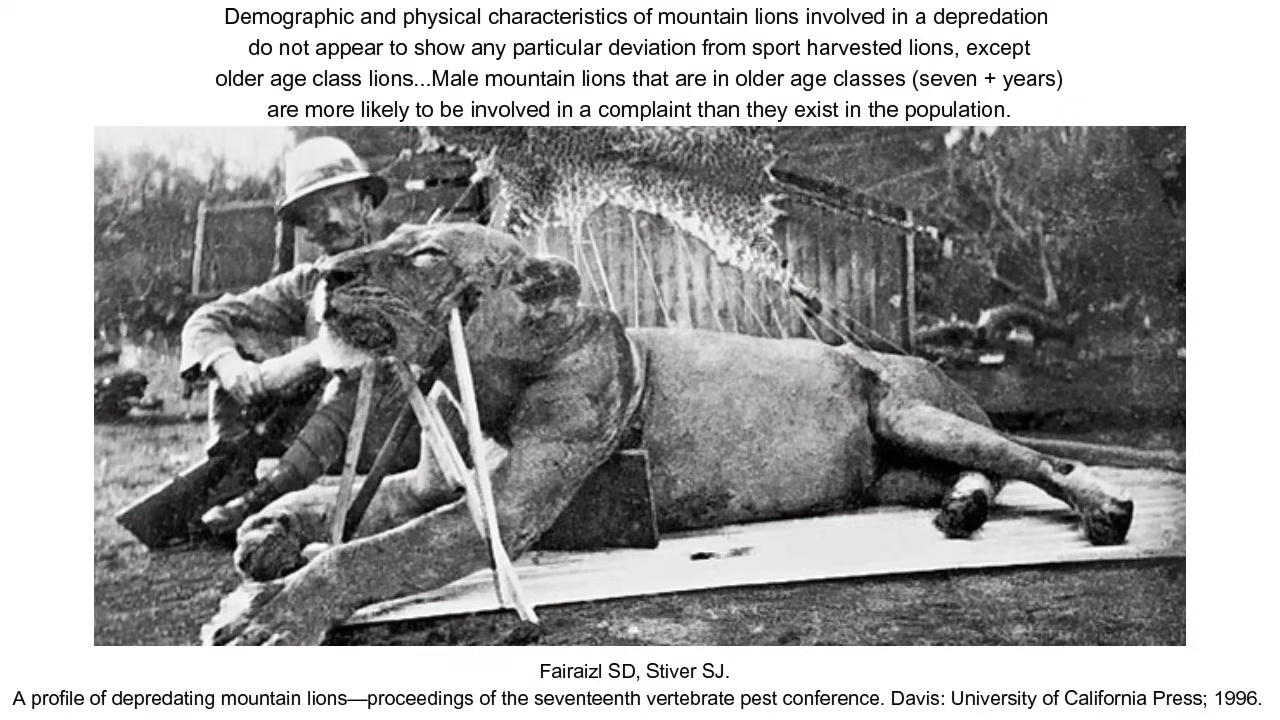 Demographic and physical characteristics of mountain lions involved in a depredation
do not appear to show any particular deviation from sport harvested lions, except
older age class lions...Male mountain lions that are in older age classes (seven + years)
are more likely to be involved in a complaint than they exist in the population.
Fairaizl SD, Stiver SJ.
A profile of depredating mountain lions—proceedings of the seventeenth vertebrate pest conference. Davis: University of California Press; 1996.